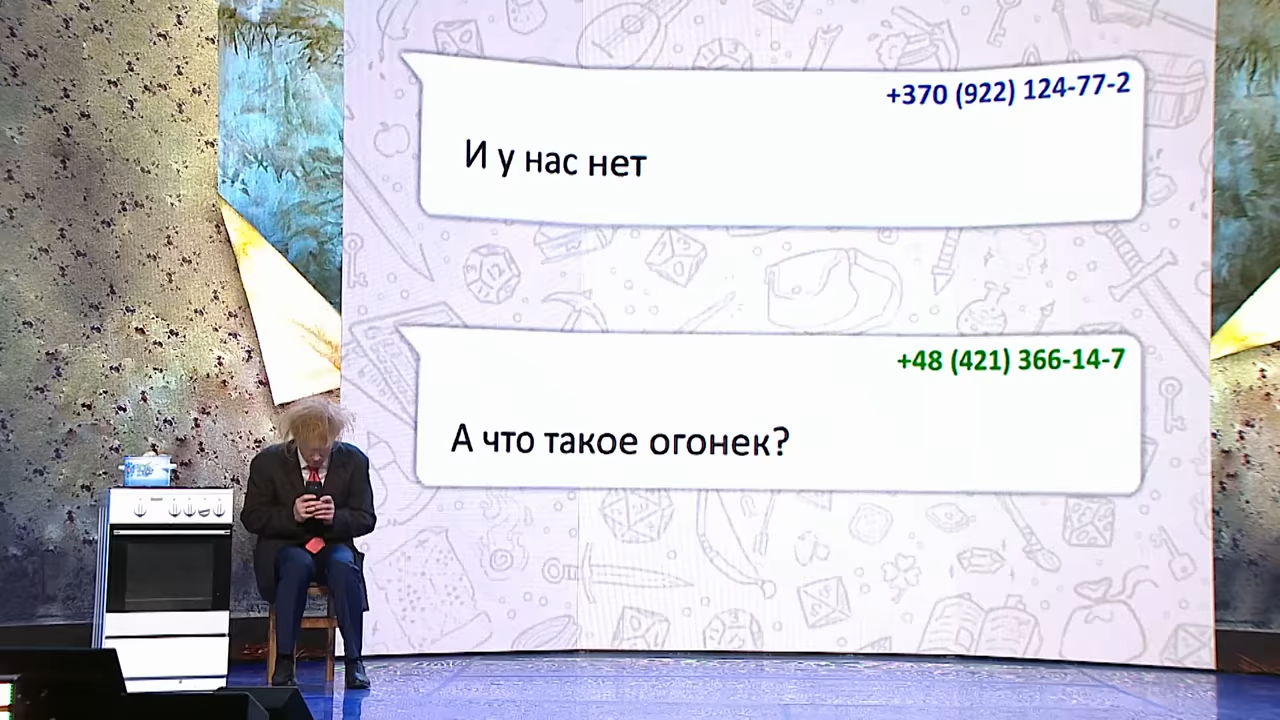 +370 (922) 124-77-2
И у нас нет
+48 (421) 366-14-7
А что такое огонек?